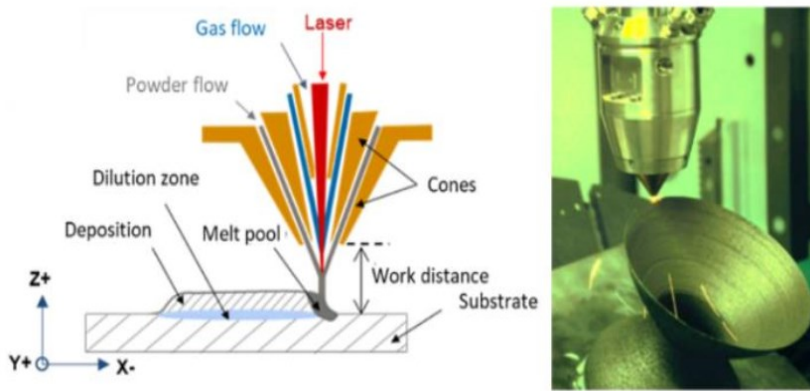 Gas flow
Laser
Powder flow
Dilution zone
Cones
Deposition
Melt pool
Work distance
Z+
Substrate
Y+
X-